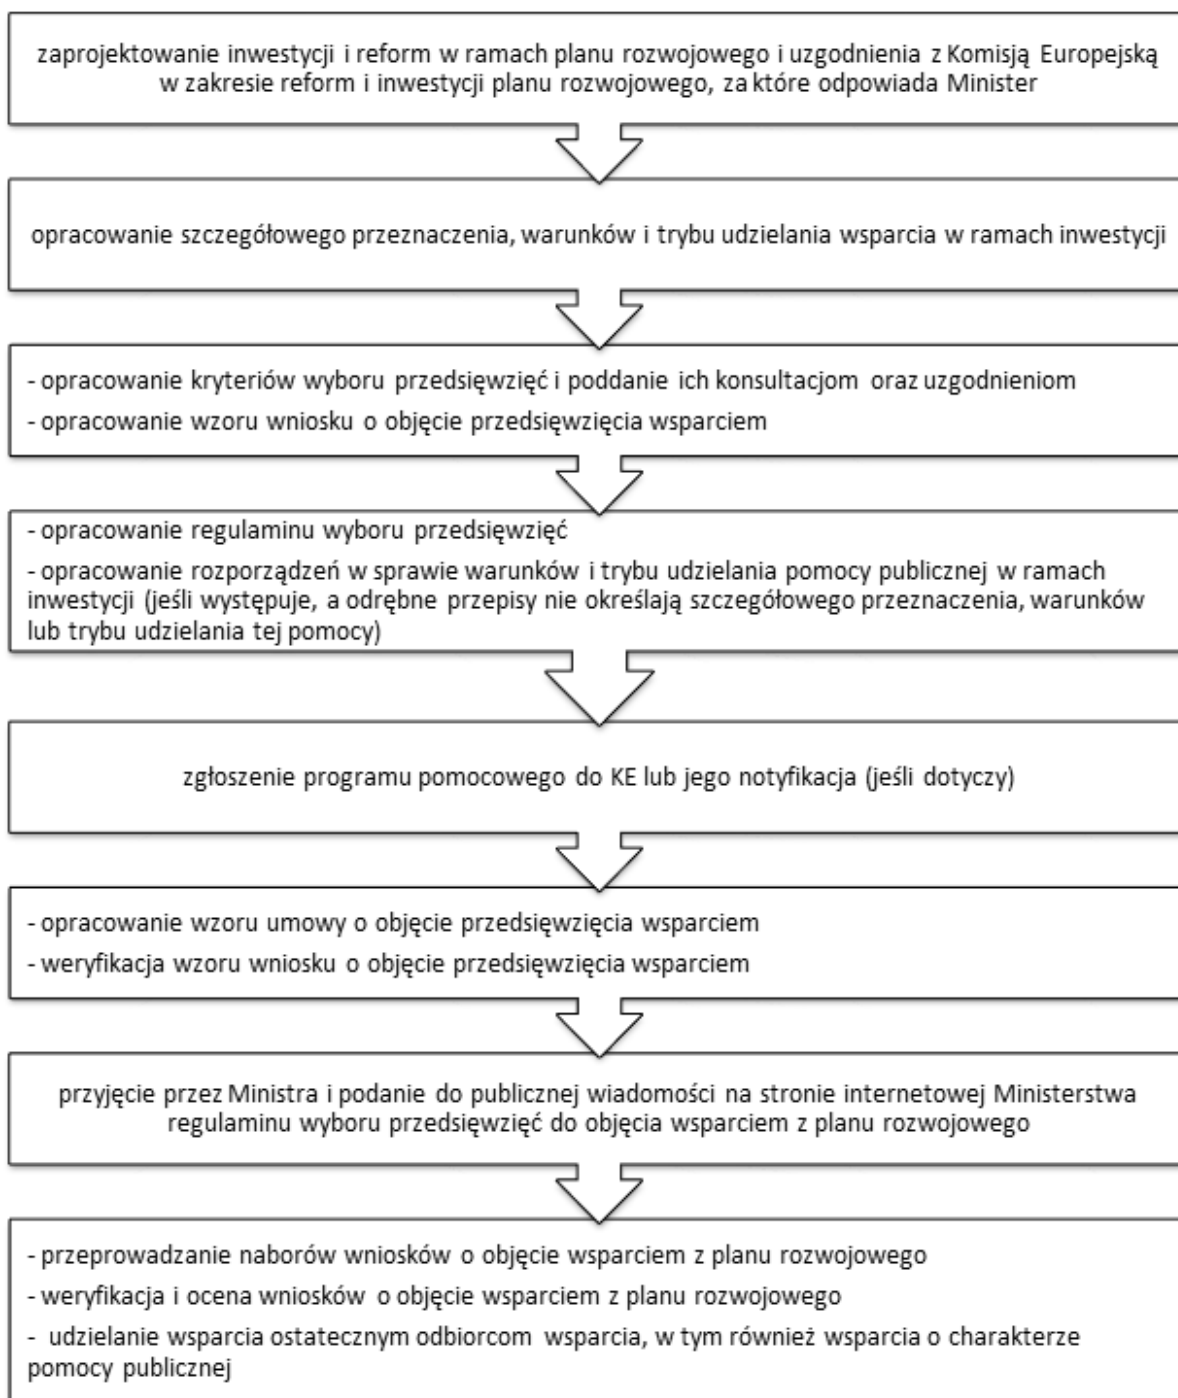 zaprojektowanie inwestycji i reform w ramach planu rozwojowego i uzgodnienia z Komisją Europejską
w zakresie reform i inwestycji planu rozwojowego, za które odpowiada Minister
opracowanie szczegółowego przeznaczenia, warunków i trybu udzielania wsparcia w ramach inwestycji
- opracowanie kryteriów wyboru przedsięwzięć i poddanie ich konsultacjom oraz uzgodnieniom
- opracowanie wzoru wniosku o objęcie przedsięwzięcia wsparciem
- opracowanie regulaminu wyboru przedsięwzięć
- opracowanie rozporządzeń w sprawie warunków i trybu udzielania pomocy publicznej w ramach
inwestycji (jeśli występuje, a odrębne przepisy nie określają szczegółowego przeznaczenia, warunków
lub trybu udzielania tej pomocy)
zgłoszenie programu pomocowego do KE lub jego notyfikacja (jeśli dotyczy)
- opracowanie wzoru umowy o objęcie przedsięwzięcia wsparciem
- weryfikacja wzoru wniosku o objęcie przedsięwzięcia wsparciem
przyjęcie przez Ministra i podanie do publicznej wiadomości na stronie internetowej Ministerstwa
regulaminu wyboru przedsięwzięć do objęcia wsparciem z planu rozwojowego
- przeprowadzanie naborów wniosków o objęcie wsparciem z planu rozwojowego
- weryfikacja i ocena wniosków o objęcie wsparciem z planu rozwojowego
- udzielanie wsparcia ostatecznym odbiorcom wsparcia, w tym również wsparcia o charakterze
pomocy publicznej